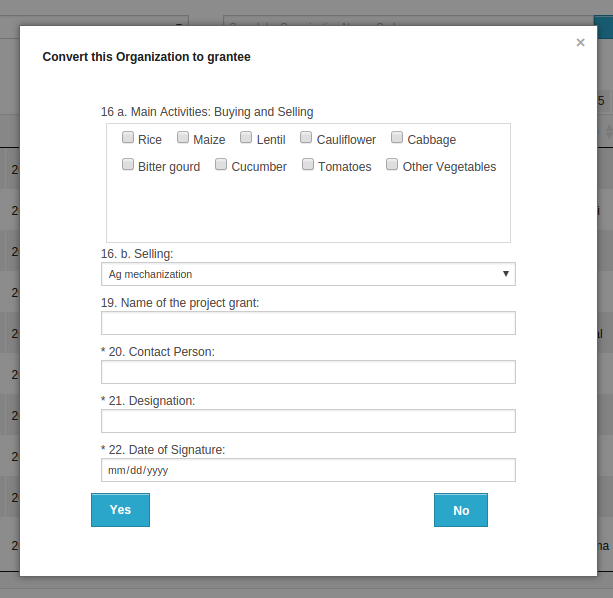 ×
Convert this Organization to grantee
16 a. Main Activities: Buying and Selling
Rice Maize Lentil Cauliflower Cabbage
Bitter gourd Cucumber Tomatoes Other Vegetables
16. b. Selling:
Ag mechanization
19. Name of the project grant:
* 20. Contact Person:
* 21. Designation:
* 22. Date of Signature:
mm/dd/yyyy
Yes No